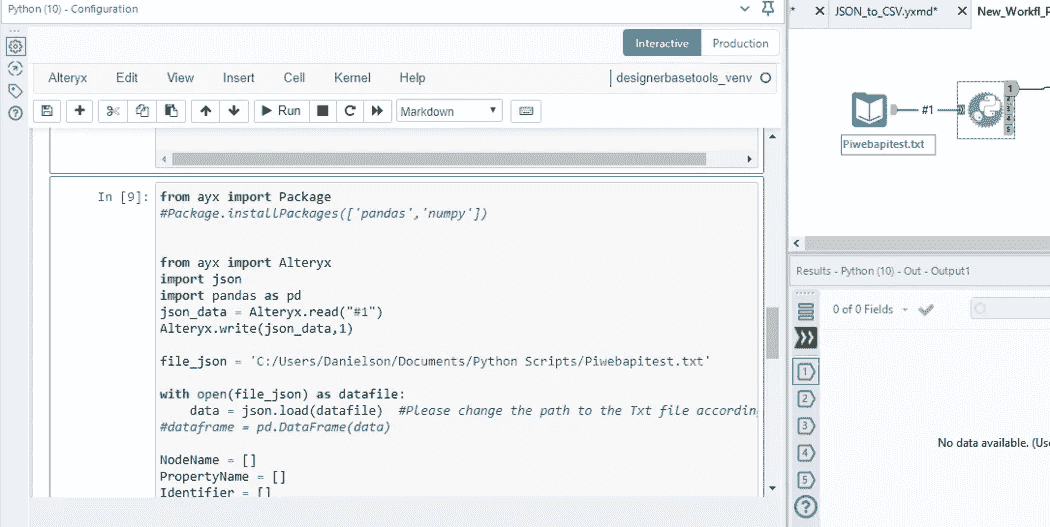 Python (10) - Configuration
Interactive Production
Alteryx Edit View Insert Cell Kernel Help designerbasetools_venv
Run Markdown
In [9]:
from ayx import Package
#Package.installPackages(['pandas','numpy'])
from ayx import Alteryx
import json
import pandas as pd
json_data = Alteryx.read("#1")
Alteryx.write(json_data,1)
file_json = 'C:/Users/Danielson/Documents/Python Scripts/Piwebapitest.txt'
with open(file_json) as datafile:
    data = json.load(datafile)  #Please change the path to the Txt file accordin
#dataframe = pd.DataFrame(data)
NodeName = []
PropertyName = []
Identifier = []
JSON_to_CSV.yxmd* New_Workfl_P
#1
1
2
3
4
5
Piwebapitest.txt
Results - Python (10) - Out - Output1
0 of 0 Fields
1
2
3
4
5
No data available. (Use